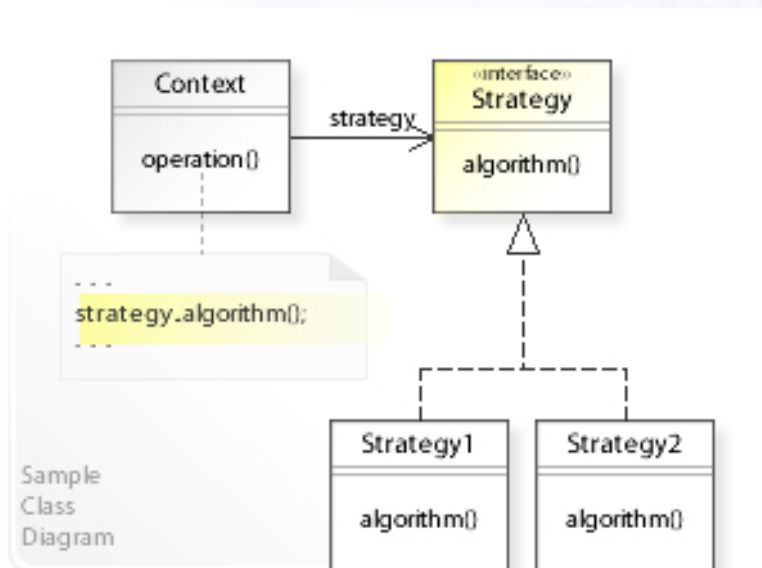 Context
operation()
strategy
«interface»
Strategy
algorithm()
. . .
strategy.algorithm();
. . .
Strategy1
algorithm()
Strategy2
algorithm()
Sample
Class
Diagram